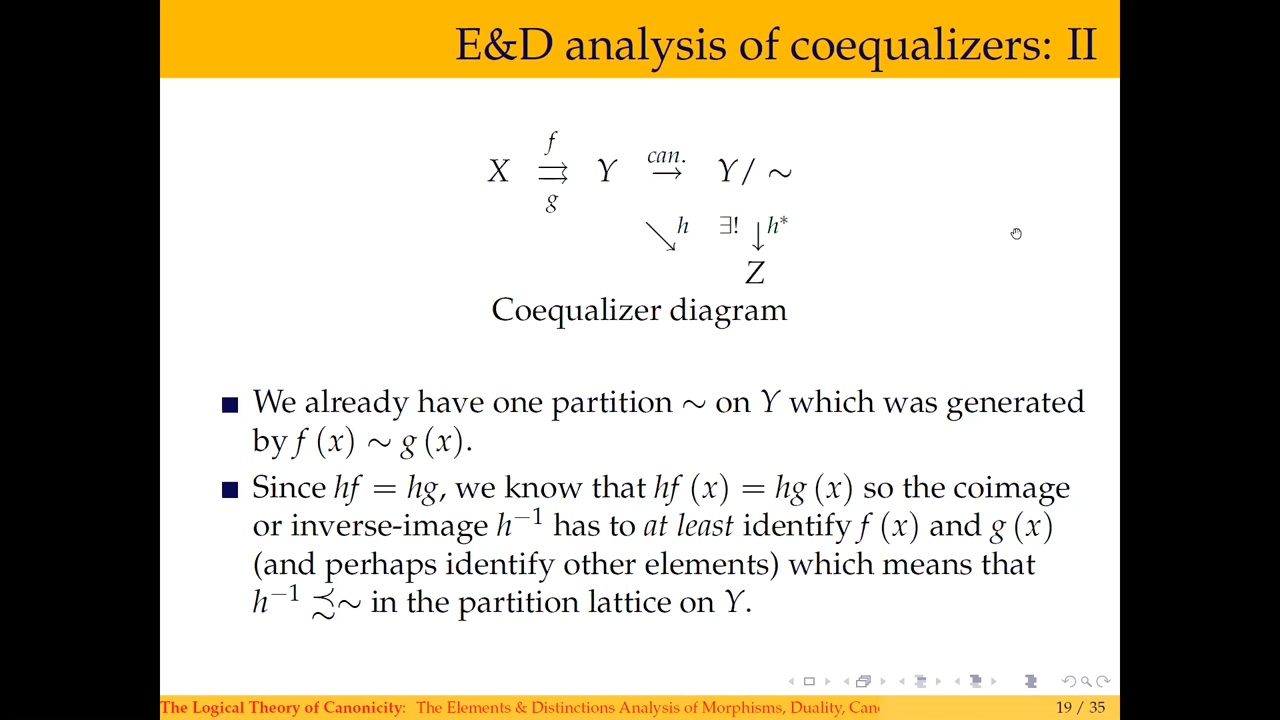 E&D analysis of coequalizers: II
f
X ⇉ Y can. → Y/ ∼
g
↘ h ∃! ↓ h*
Z
Coequalizer diagram
We already have one partition ∼ on Y which was generated
by f (x) ∼ g (x).
Since hf = hg, we know that hf (x) = hg (x) so the coimage
or inverse-image h⁻¹ has to at least identify f (x) and g (x)
(and perhaps identify other elements) which means that
h⁻¹ ≾∼ in the partition lattice on Y.
The Logical Theory of Canonicity: The Elements & Distinctions Analysis of Morphisms, Duality, Cano
19 / 35